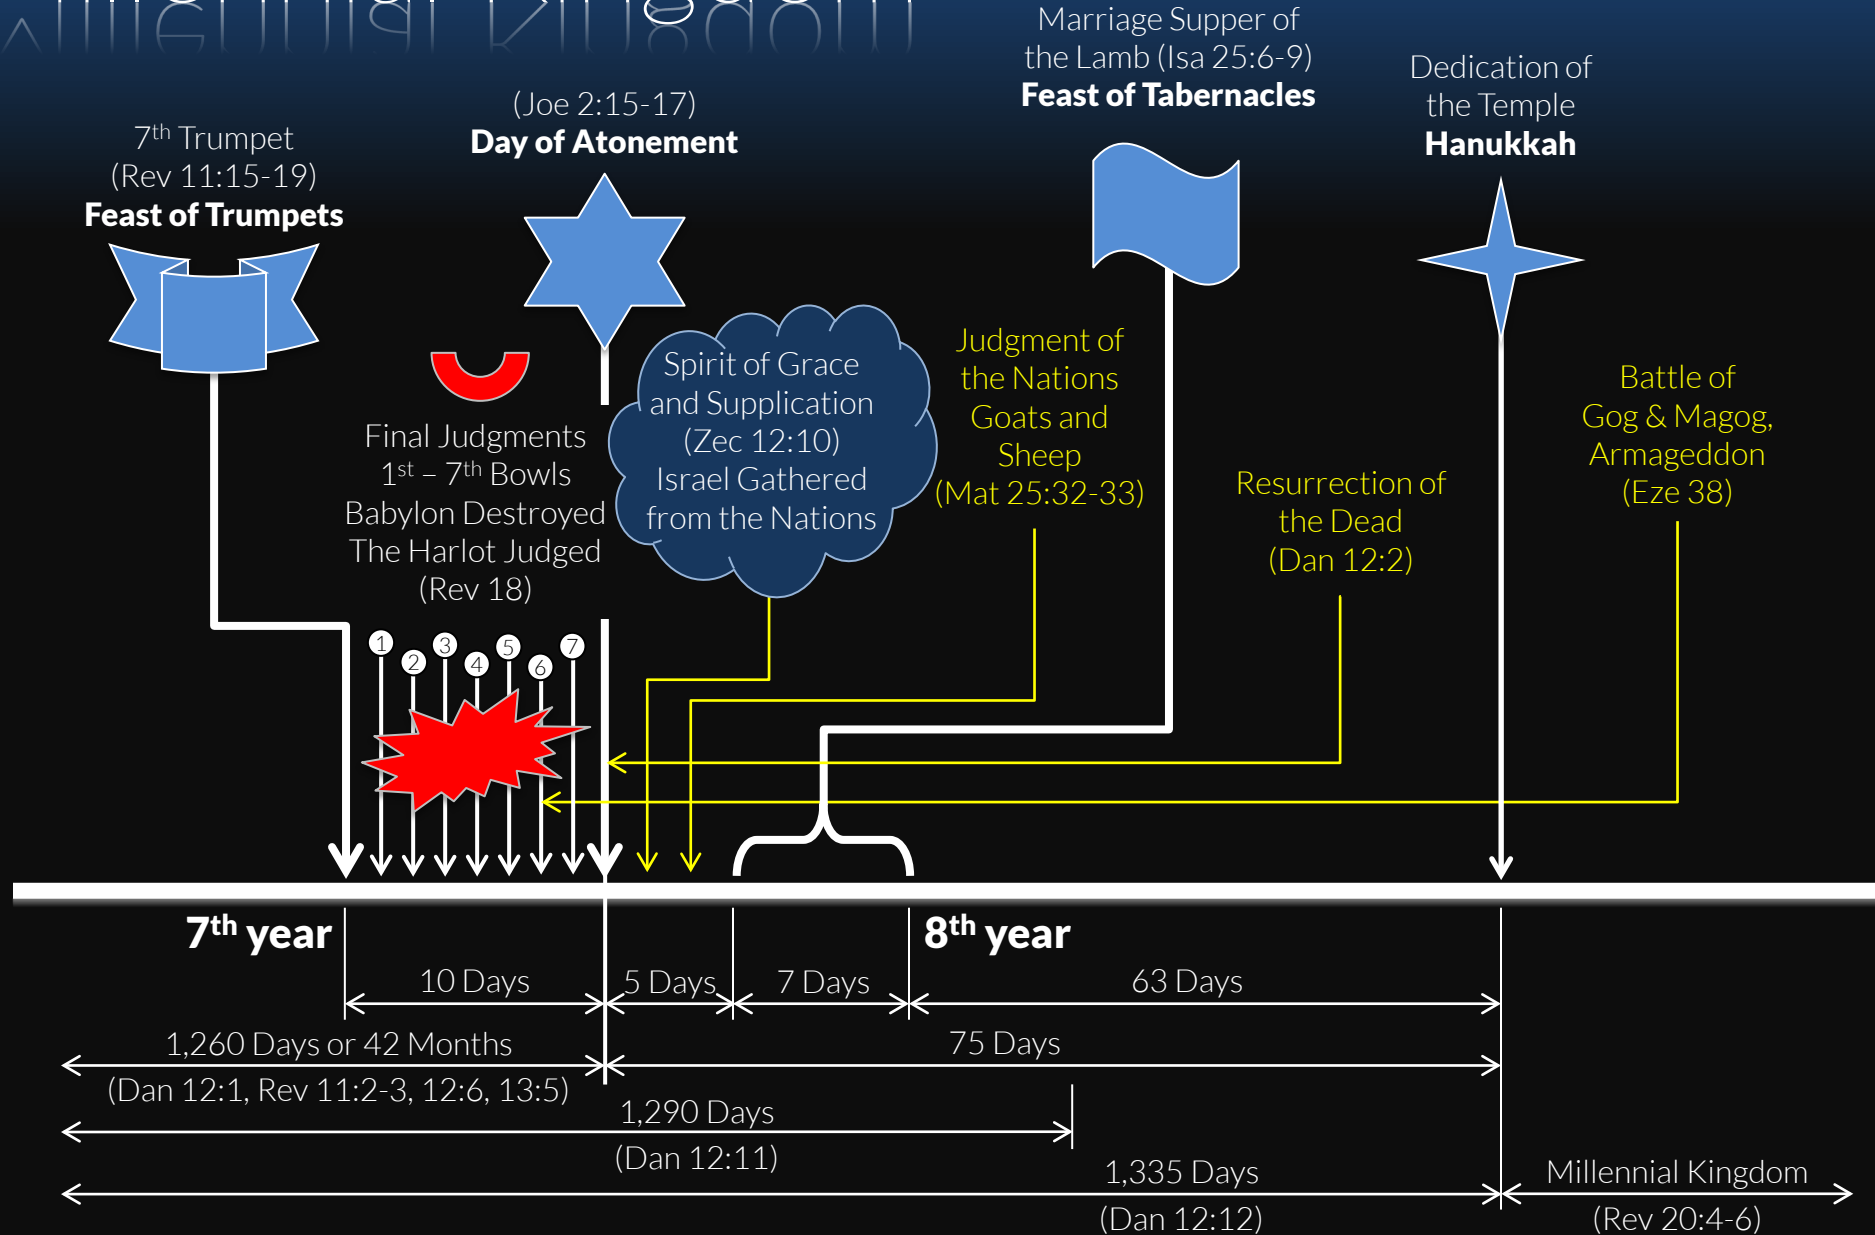 Marriage Supper of
the Lamb (Isa 25:6-9)
Feast of Tabernacles
Dedication of
the Temple
Hanukkah
(Joe 2:15-17)
Day of Atonement
7th Trumpet
(Rev 11:15-19)
Feast of Trumpets
Final Judgments
1st – 7th Bowls
Babylon Destroyed
The Harlot Judged
(Rev 18)
Spirit of Grace
and Supplication
(Zec 12:10)
Israel Gathered
from the Nations
Judgment of
the Nations
Goats and
Sheep
(Mat 25:32-33)
Resurrection of
the Dead
(Dan 12:2)
Battle of
Gog & Magog,
Armageddon
(Eze 38)
1 2 3 4 5 6 7
7th year
8th year
10 Days
5 Days
7 Days
63 Days
1,260 Days or 42 Months
(Dan 12:1, Rev 11:2-3, 12:6, 13:5)
75 Days
1,290 Days
(Dan 12:11)
1,335 Days
(Dan 12:12)
Millennial Kingdom
(Rev 20:4-6)